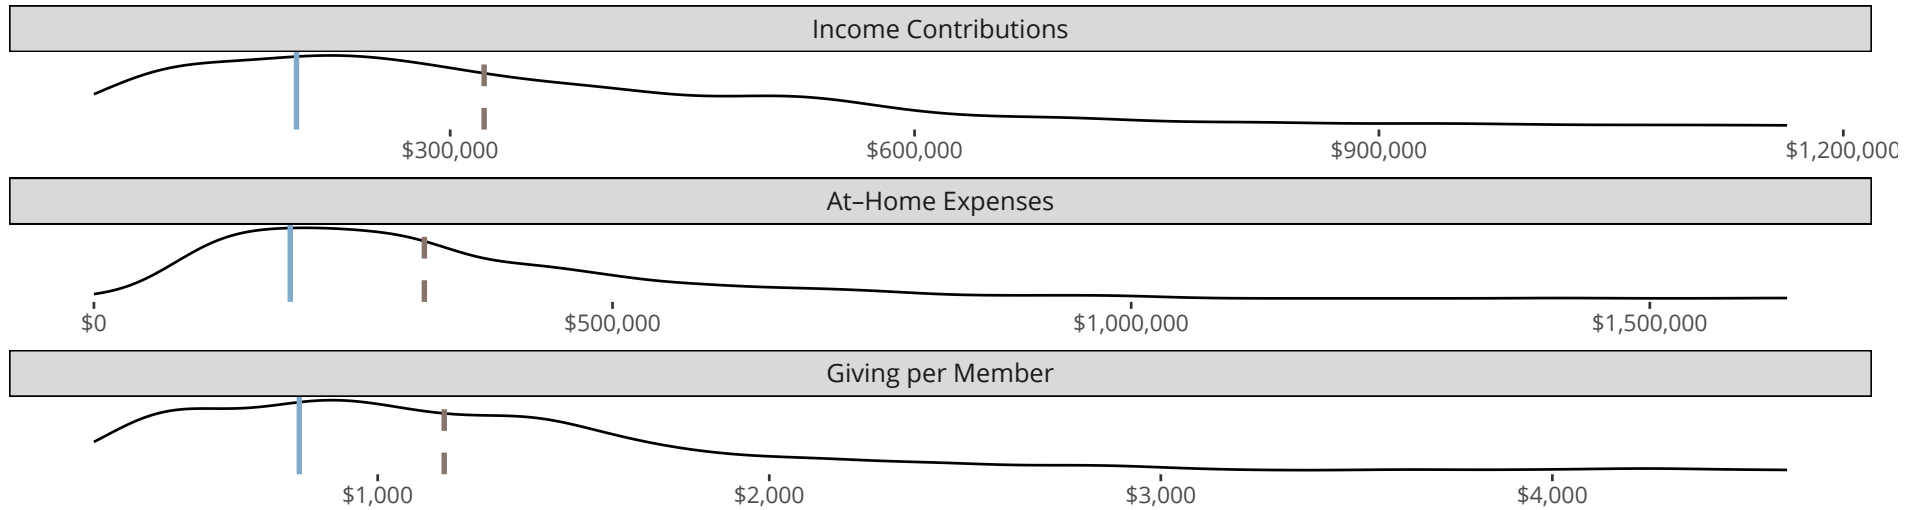 Income Contributions
$300,000 $600,000 $900,000 $1,200,000
At–Home Expenses
$0 $500,000 $1,000,000 $1,500,000
Giving per Member
$1,000 $2,000 $3,000 $4,000